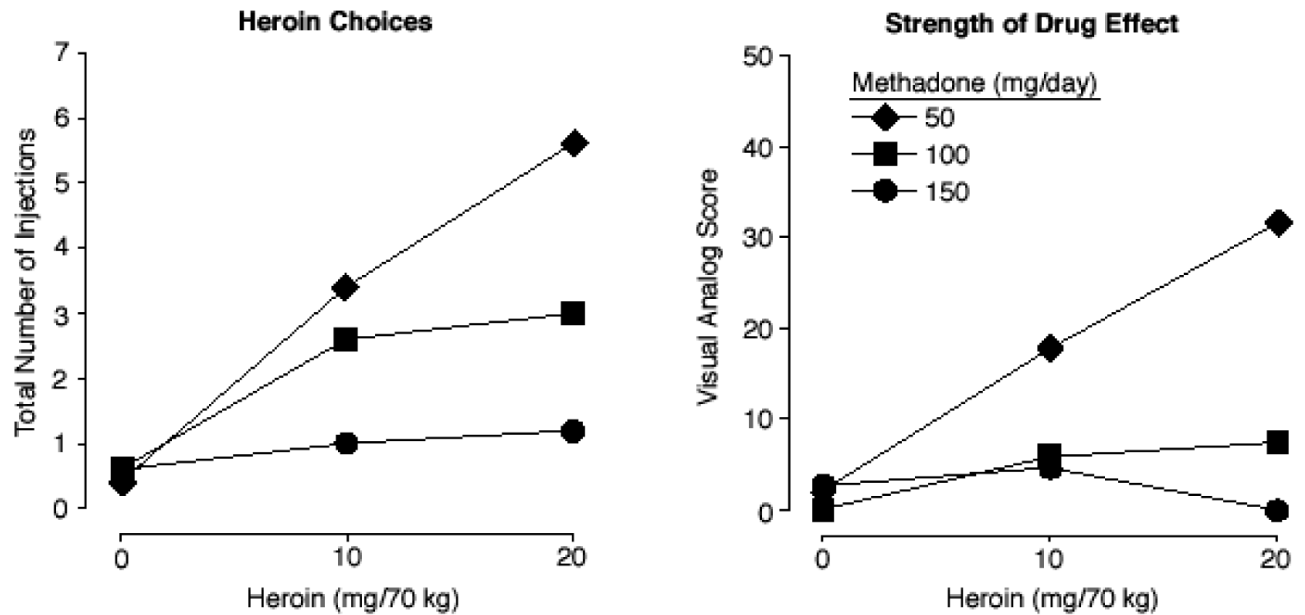 Heroin Choices
Total Number of Injections
7
6
5
4
3
2
1
0
0 10 20
Heroin (mg/70 kg)
Strength of Drug Effect
Visual Analog Score
50
40
30
20
10
0
Methadone (mg/day)
50
100
150
0 10 20
Heroin (mg/70 kg)